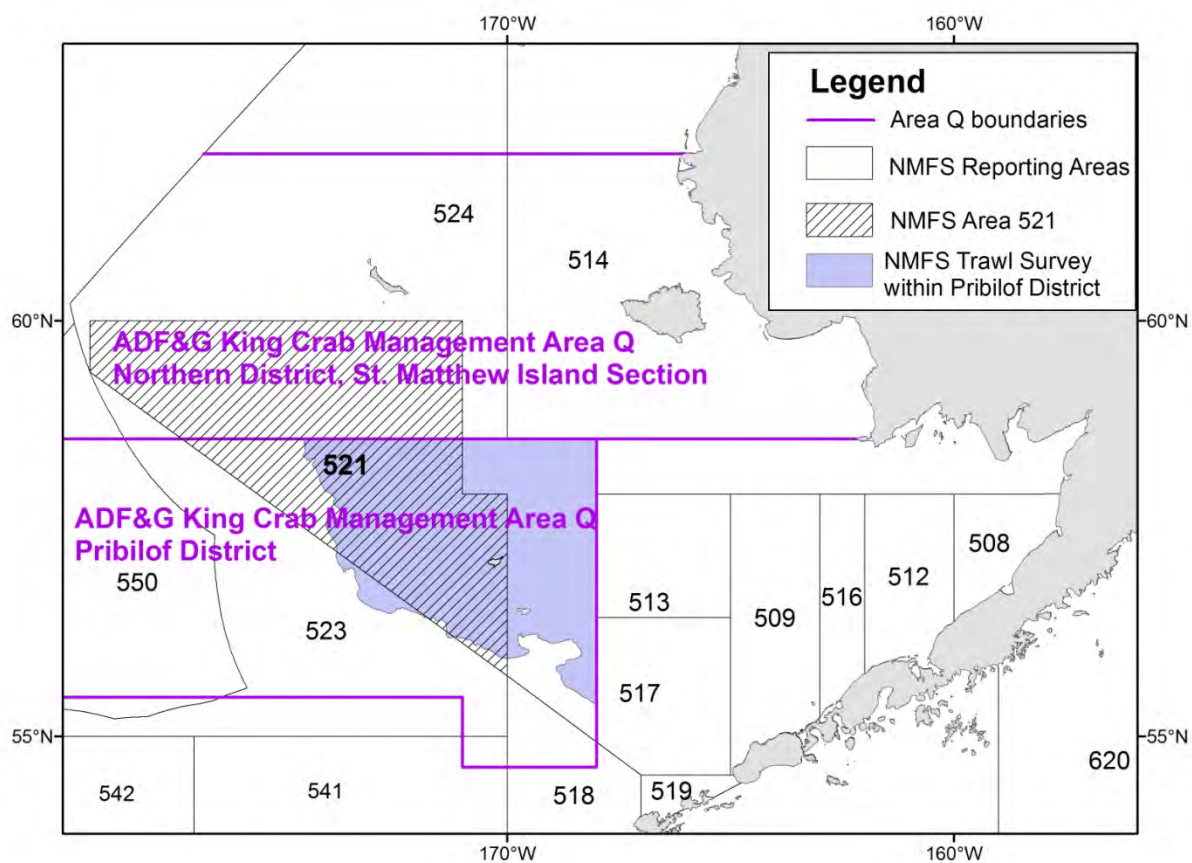 170°W
160°W
Legend
Area Q boundaries
NMFS Reporting Areas
NMFS Area 521
NMFS Trawl Survey
within Pribilof District
524
514
60°N
60°N
ADF&G King Crab Management Area Q
Northern District, St. Matthew Island Section
521
ADF&G King Crab Management Area Q
Pribilof District
550
523
513
509
516
512
508
517
55°N
55°N
620
542
541
518
519
170°W
160°W